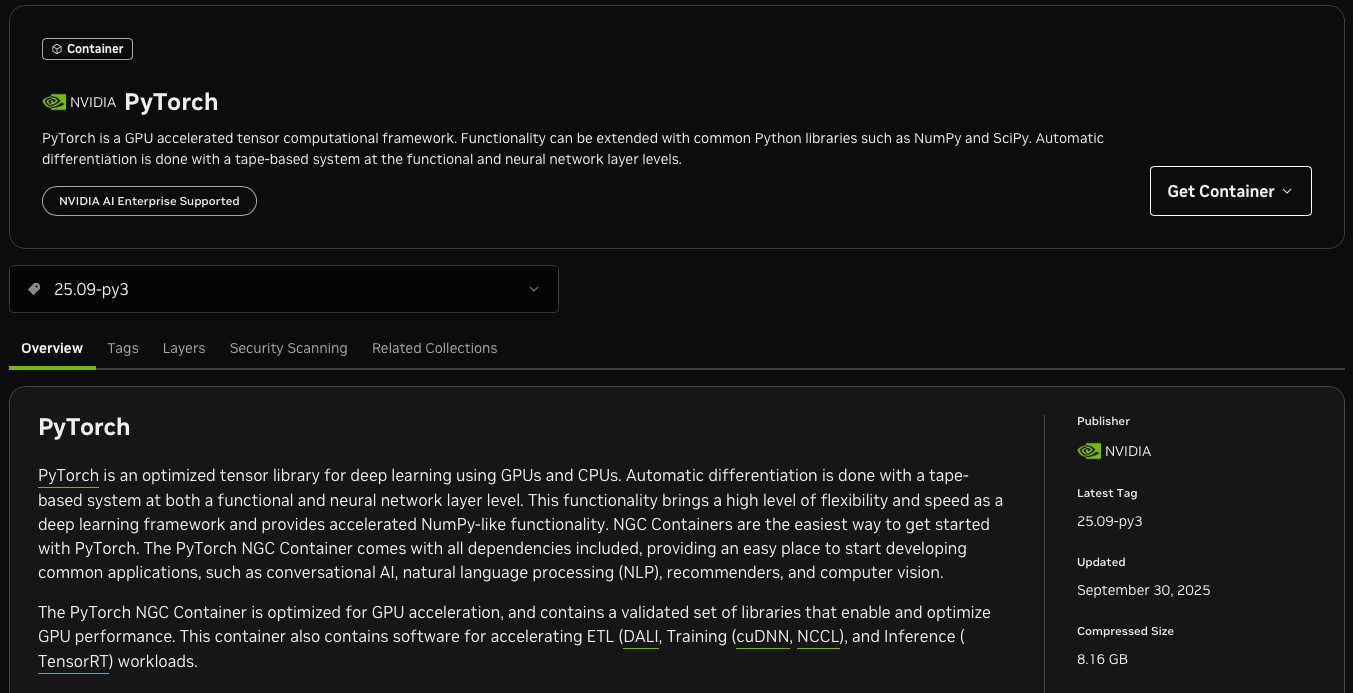 Container
NVIDIA PyTorch
PyTorch is a GPU accelerated tensor computational framework. Functionality can be extended with common Python libraries such as NumPy and SciPy. Automatic
differentiation is done with a tape-based system at the functional and neural network layer levels.
NVIDIA AI Enterprise Supported
Get Container
25.09-py3
Overview Tags Layers Security Scanning Related Collections
PyTorch
PyTorch is an optimized tensor library for deep learning using GPUs and CPUs. Automatic differentiation is done with a tape-
based system at both a functional and neural network layer level. This functionality brings a high level of flexibility and speed as a
deep learning framework and provides accelerated NumPy-like functionality. NGC Containers are the easiest way to get started
with PyTorch. The PyTorch NGC Container comes with all dependencies included, providing an easy place to start developing
common applications, such as conversational AI, natural language processing (NLP), recommenders, and computer vision.
The PyTorch NGC Container is optimized for GPU acceleration, and contains a validated set of libraries that enable and optimize
GPU performance. This container also contains software for accelerating ETL (DALI, Training (cuDNN, NCCL), and Inference (
TensorRT) workloads.
Publisher
NVIDIA
Latest Tag
25.09-py3
Updated
September 30, 2025
Compressed Size
8.16 GB